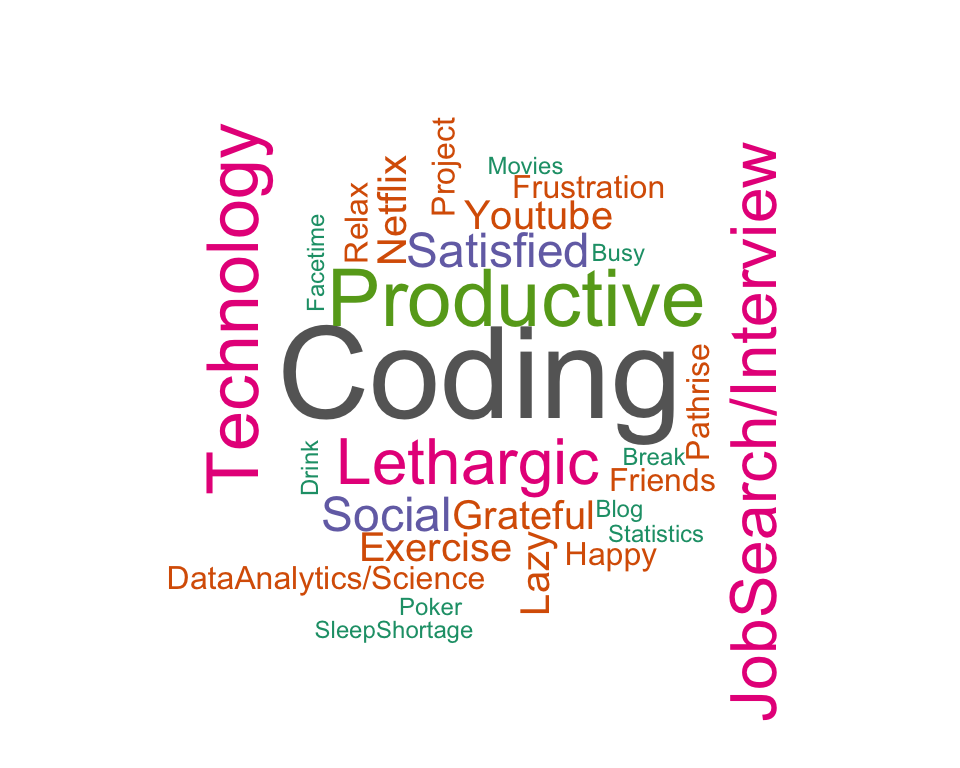 Technology
Project
Movies
Frustration
Netflix
Relax
Youtube
Facetime
Satisfied
Busy
Productive
Coding
Pathrise
JobSearch/Interview
Drink
Lethargic
Break
Friends
Social
Grateful
Blog
Statistics
Exercise
Lazy
Happy
DataAnalytics/Science
Poker
SleepShortage